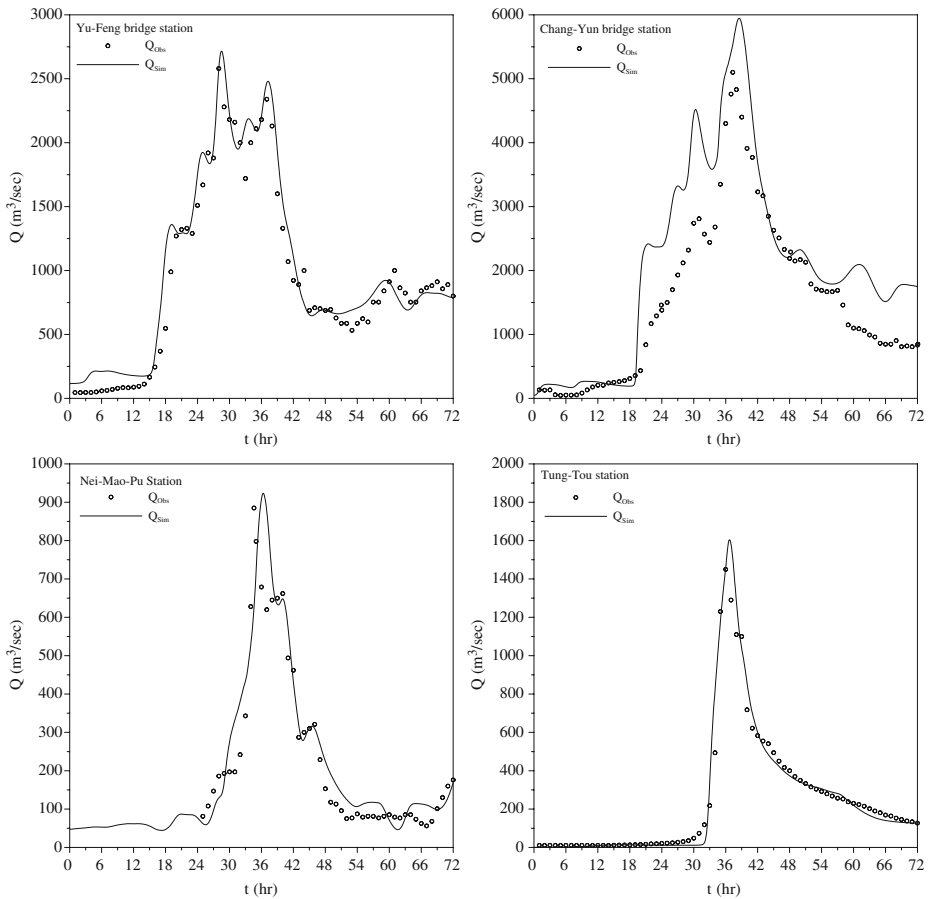 Yu-Feng bridge station
Q_Obs
Q_Sim
3000
2500
2000
1500
1000
500
0
Q (m³/sec)
0 6 12 18 24 30 36 42 48 54 60 66 72
t (hr)
Chang-Yun bridge station
Q_Obs
Q_Sim
6000
5000
4000
3000
2000
1000
0
Q (m³/sec)
0 6 12 18 24 30 36 42 48 54 60 66 72
t (hr)
Nei-Mao-Pu Station
Q_Obs
Q_Sim
1000
900
800
700
600
500
400
300
200
100
0
Q (m³/sec)
0 6 12 18 24 30 36 42 48 54 60 66 72
t (hr)
Tung-Tou station
Q_Obs
Q_Sim
2000
1800
1600
1400
1200
1000
800
600
400
200
0
Q (m³/sec)
0 6 12 18 24 30 36 42 48 54 60 66 72
t (hr)